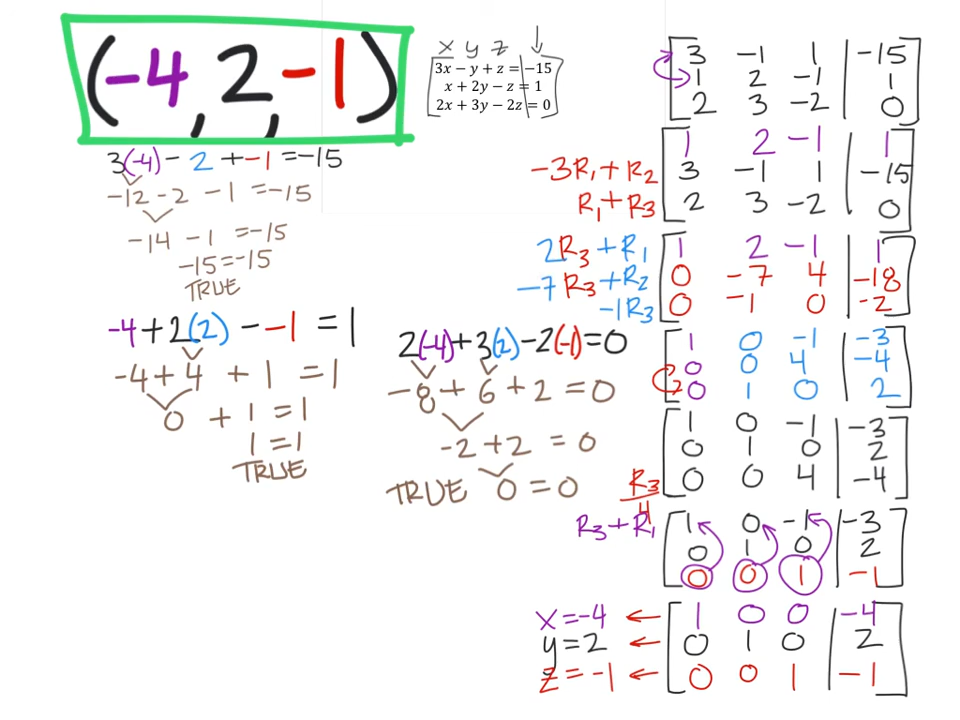 (-4, 2, -1)
x y z ↓
3x − y + z = −15
x + 2y − z = 1
2x + 3y − 2z = 0
3(-4) - 2 + -1 = -15
-12 - 2 - 1 = -15
-14 - 1 = -15
-15 = -15
TRUE
-4 + 2(2) - -1 = 1
-4 + 4 + 1 = 1
0 + 1 = 1
1 = 1
TRUE
2(-4) + 3(2) - 2(-1) = 0
-8 + 6 + 2 = 0
-2 + 2 = 0
TRUE 0 = 0
[3 -1 1 | -15]
[1 2 -1 | 1]
[2 3 -2 | 0]
[1 2 -1 | 1]
-3R₁ + R₂ [3 -1 1 | -15]
R₁ + R₃ [2 3 -2 | 0]
2R₃ + R₁ [1 2 -1 | 1]
-7R₃ + R₂ [0 -7 4 | -18]
-1R₃ [0 -1 0 | -2]
[1 0 -1 | -3]
[0 0 4 | -4]
[0 1 0 | 2]
[1 0 -1 | -3]
[0 1 0 | 2]
R₃/4 [0 0 4 | -4]
R₃ + R₁ [1 0 -1 | -3]
[0 1 0 | 2]
[0 0 1 | -1]
x = -4 ← [1 0 0 | -4]
y = 2 ← [0 1 0 | 2]
z = -1 ← [0 0 1 | -1]